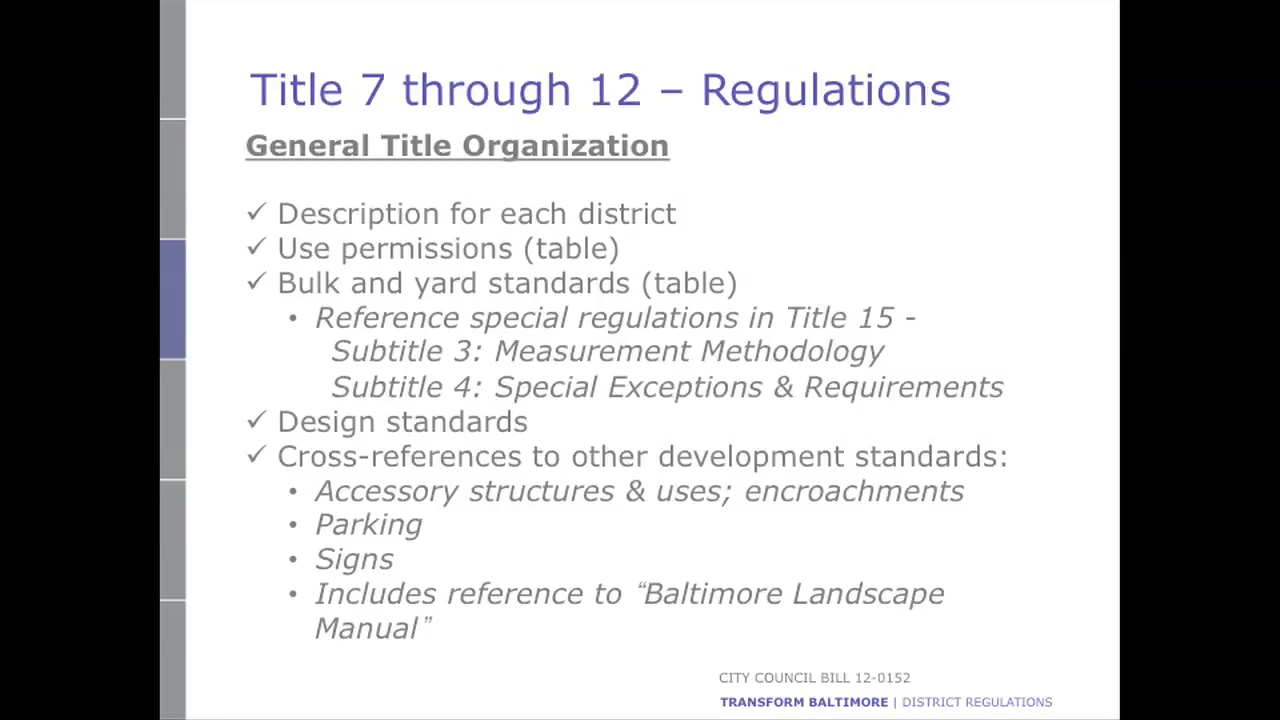 Title 7 through 12 – Regulations
General Title Organization
✓ Description for each district
✓ Use permissions (table)
✓ Bulk and yard standards (table)
• Reference special regulations in Title 15 -
Subtitle 3: Measurement Methodology
Subtitle 4: Special Exceptions & Requirements
✓ Design standards
✓ Cross-references to other development standards:
• Accessory structures & uses; encroachments
• Parking
• Signs
• Includes reference to “Baltimore Landscape
Manual”
CITY COUNCIL BILL 12-0152
TRANSFORM BALTIMORE | DISTRICT REGULATIONS